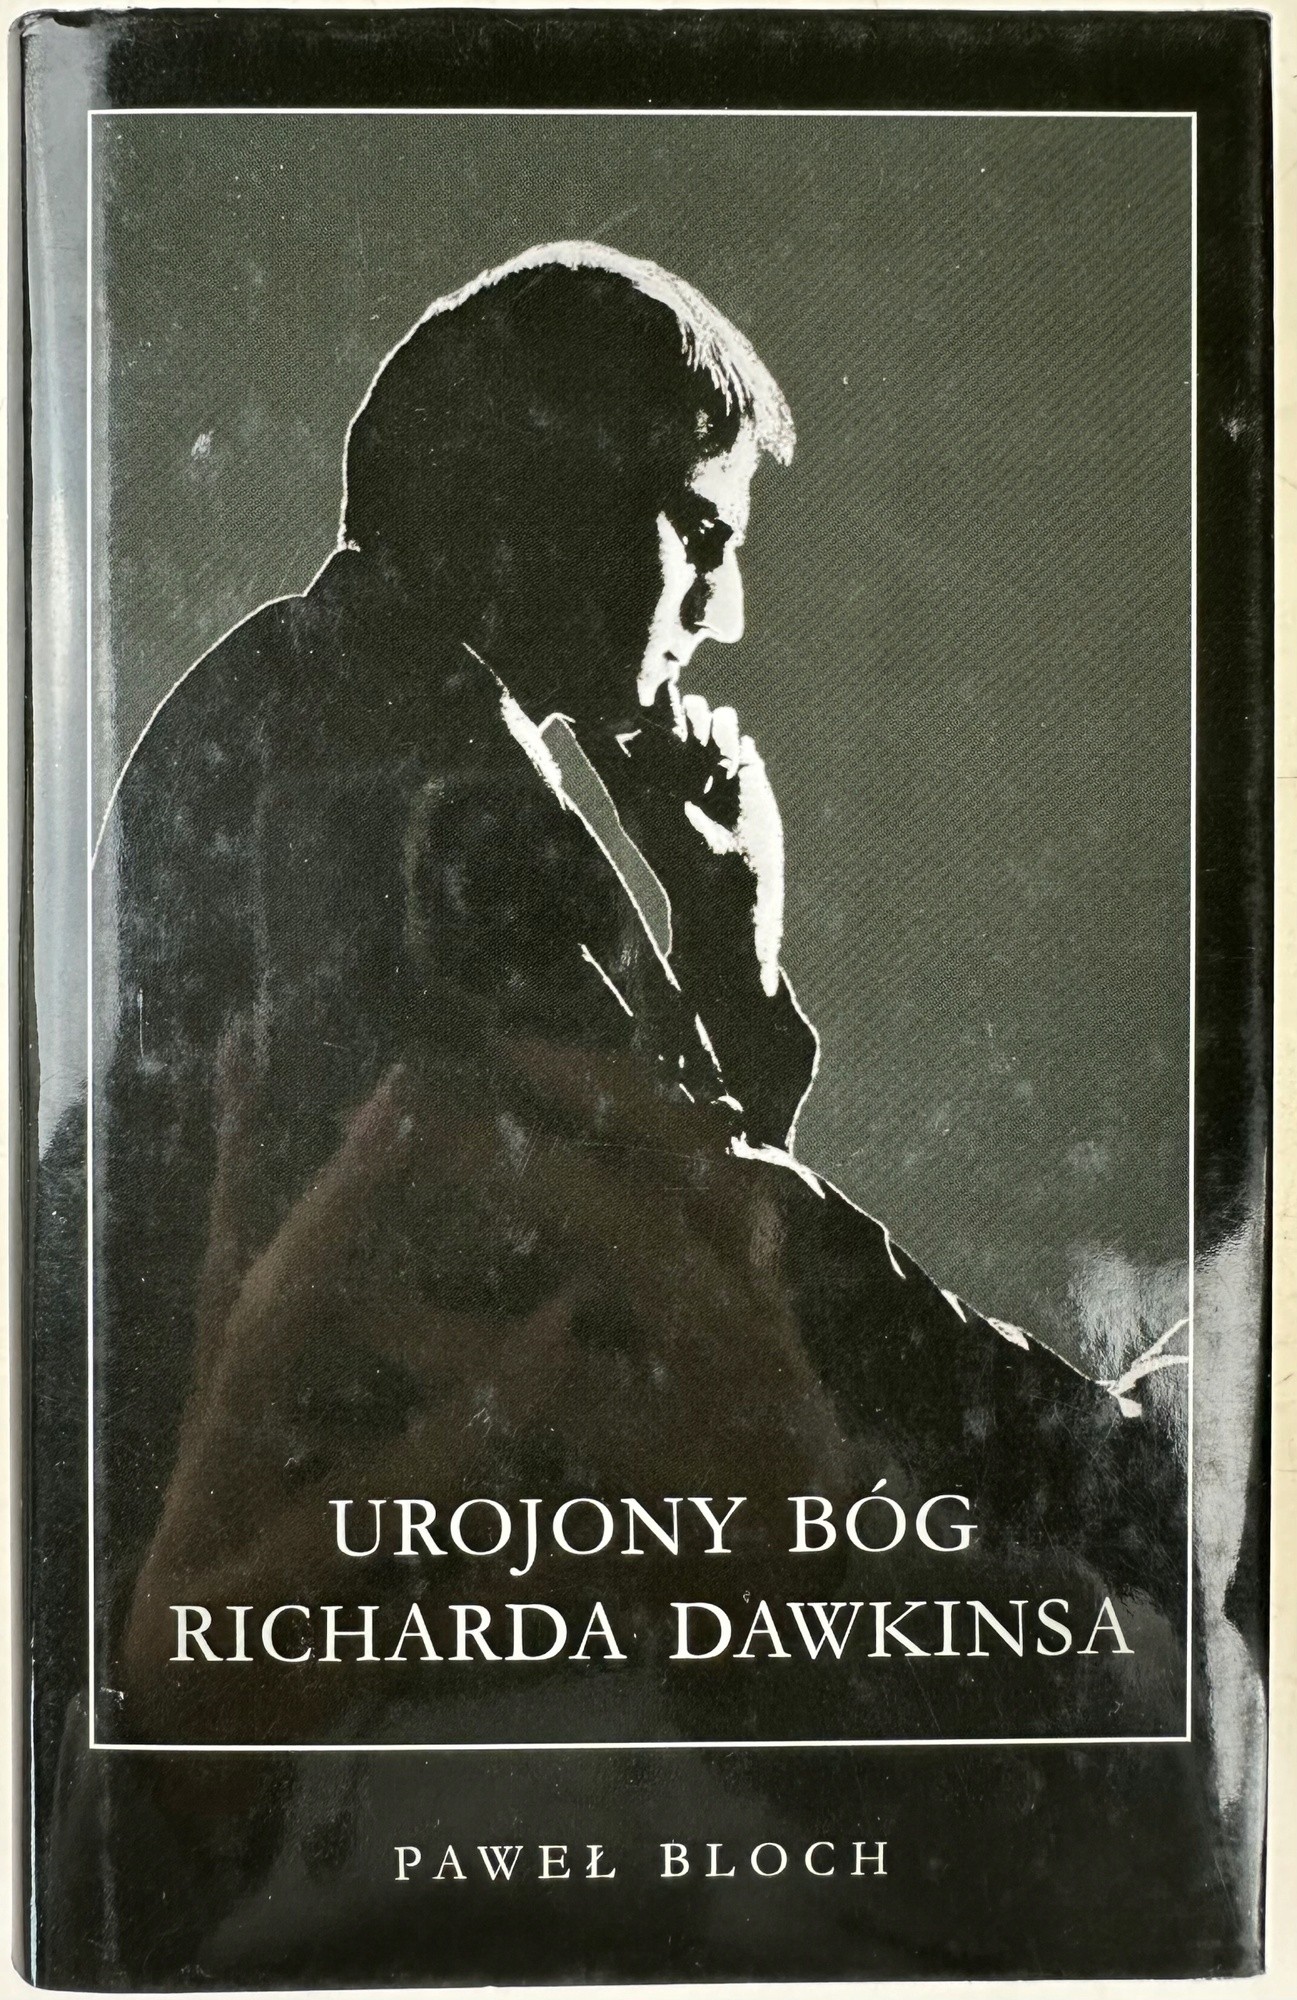 UROJONY BÓG
RICHARDA DAWKINSA
PAWEŁ BLOCH